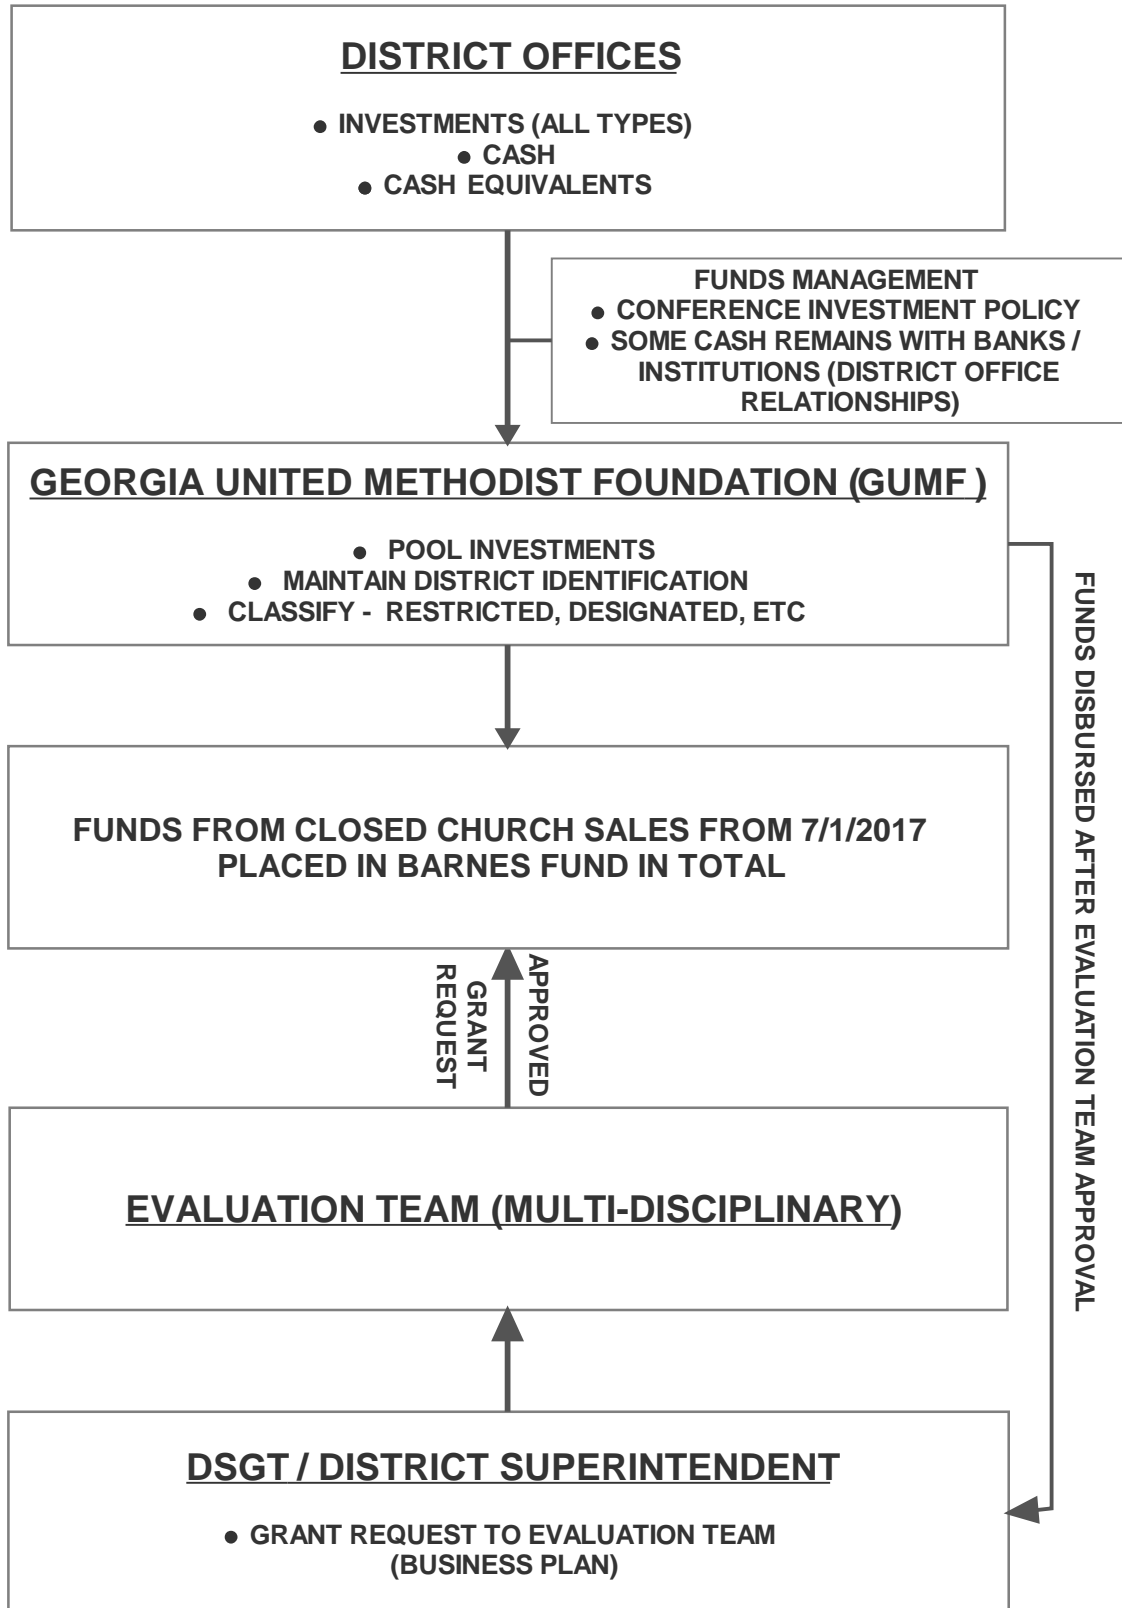 DISTRICT OFFICES
● INVESTMENTS (ALL TYPES)
● CASH
● CASH EQUIVALENTS
FUNDS MANAGEMENT
● CONFERENCE INVESTMENT POLICY
● SOME CASH REMAINS WITH BANKS /
INSTITUTIONS (DISTRICT OFFICE
RELATIONSHIPS)
GEORGIA UNITED METHODIST FOUNDATION (GUMF )
● POOL INVESTMENTS
● MAINTAIN DISTRICT IDENTIFICATION
● CLASSIFY - RESTRICTED, DESIGNATED, ETC
FUNDS DISBURSED AFTER EVALUATION TEAM APPROVAL
FUNDS FROM CLOSED CHURCH SALES FROM 7/1/2017
PLACED IN BARNES FUND IN TOTAL
GRANT
REQUEST
APPROVED
EVALUATION TEAM (MULTI-DISCIPLINARY)
DSGT / DISTRICT SUPERINTENDENT
● GRANT REQUEST TO EVALUATION TEAM
(BUSINESS PLAN)